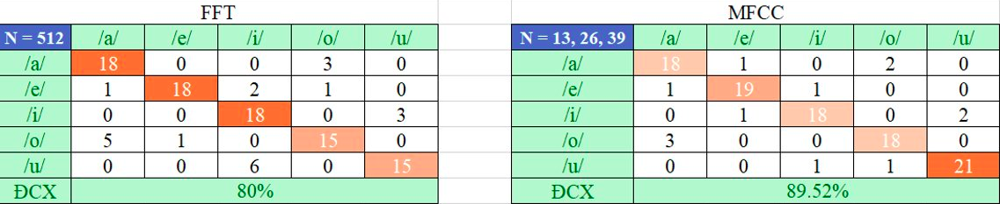 FFT MFCC
N = 512 /a/ /e/ /i/ /o/ /u/ N = 13, 26, 39 /a/ /e/ /i/ /o/ /u/
/a/ 18 0 0 3 0 /a/ 18 1 0 2 0
/e/ 1 18 2 1 0 /e/ 1 19 1 0 0
/i/ 0 0 18 0 3 /i/ 0 1 18 0 2
/o/ 5 1 0 15 0 /o/ 3 0 0 18 0
/u/ 0 0 6 0 15 /u/ 0 0 1 1 21
ĐCX 80% ĐCX 89.52%